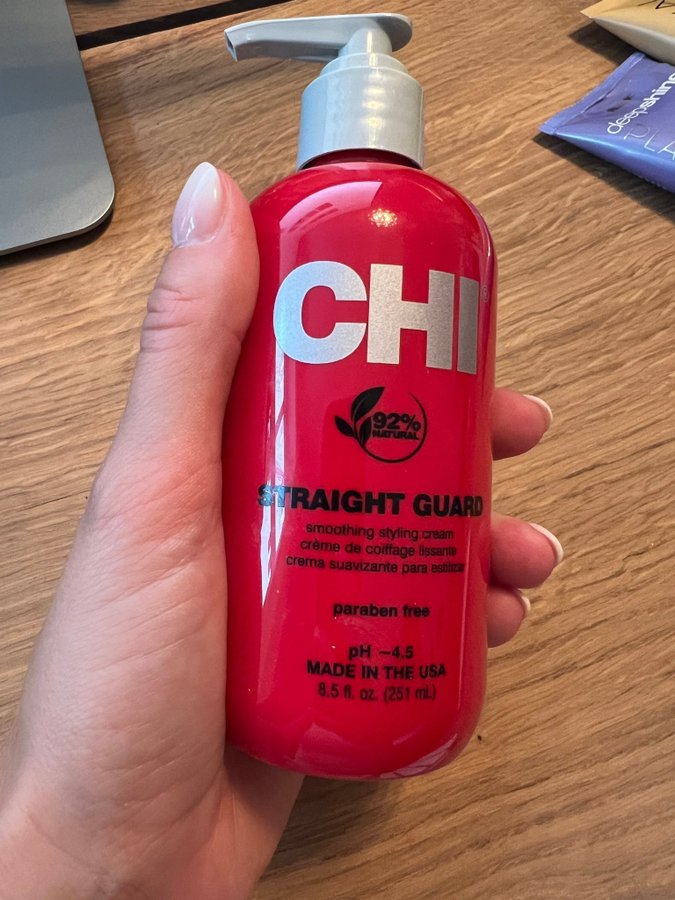 CHI
92%
NATURAL
STRAIGHT GUARD
smoothing styling cream
crème de coiffage lissante
crema suavizante para estilizar
paraben free
pH ~4.5
MADE IN THE USA
8.5 fl. oz. (251 mL)
deepshine